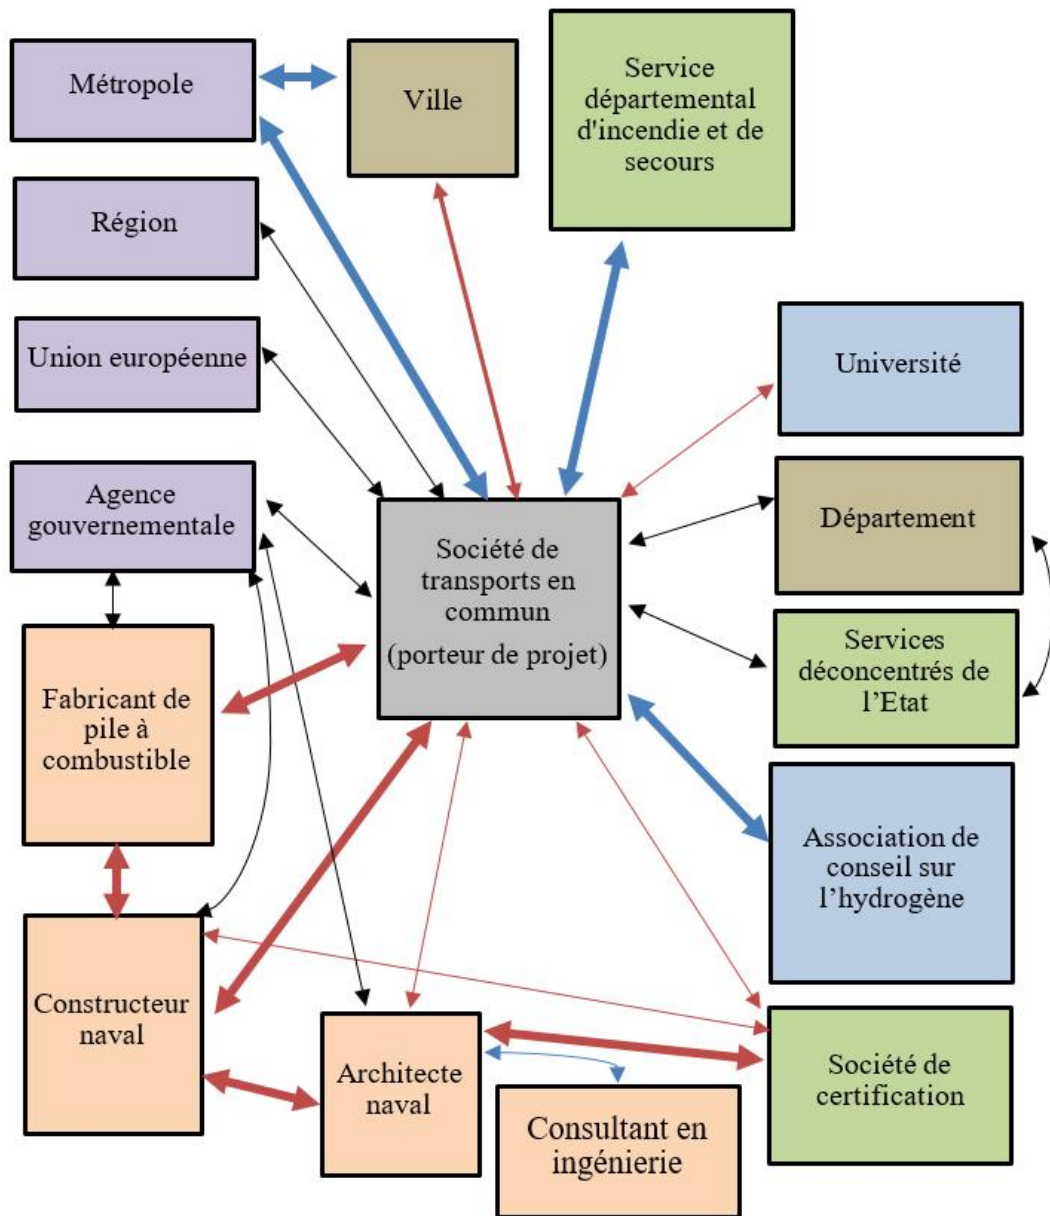 Métropole
Ville
Service
départemental
d'incendie et de
secours
Région
Union européenne
Université
Agence
gouvernementale
Société de
transports en
commun
(porteur de projet)
Département
Fabricant de
pile à
combustible
Services
déconcentrés de
l’Etat
Association de
conseil sur
l’hydrogène
Constructeur
naval
Architecte
naval
Société de
certification
Consultant en
ingénierie